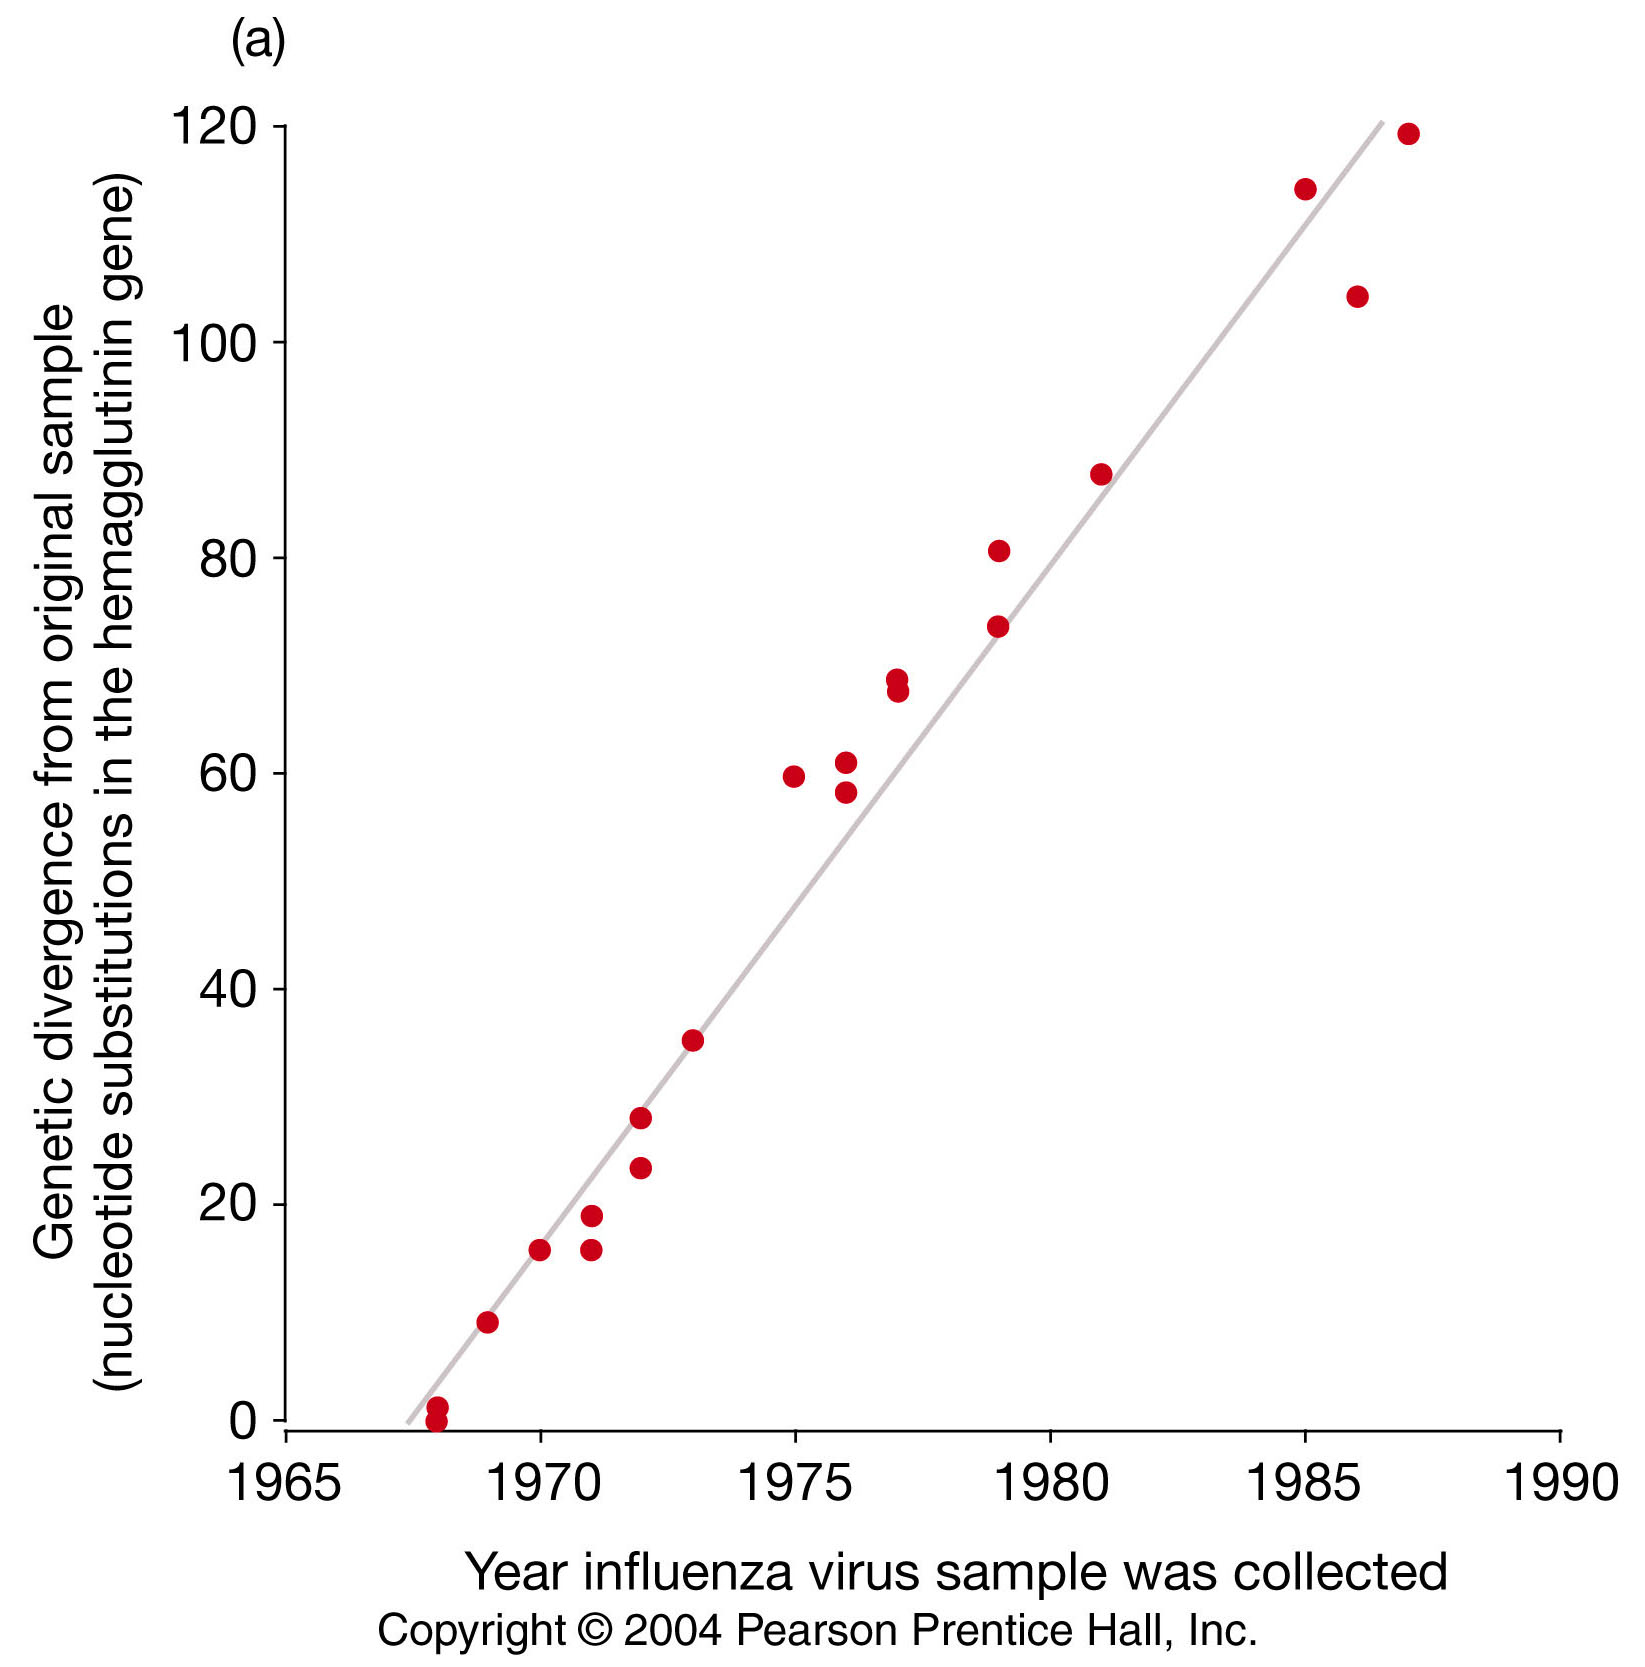 (a)
Genetic divergence from original sample
(nucleotide substitutions in the hemagglutinin gene)
120
100
80
60
40
20
0
1965 1970 1975 1980 1985 1990
Year influenza virus sample was collected
Copyright © 2004 Pearson Prentice Hall, Inc.